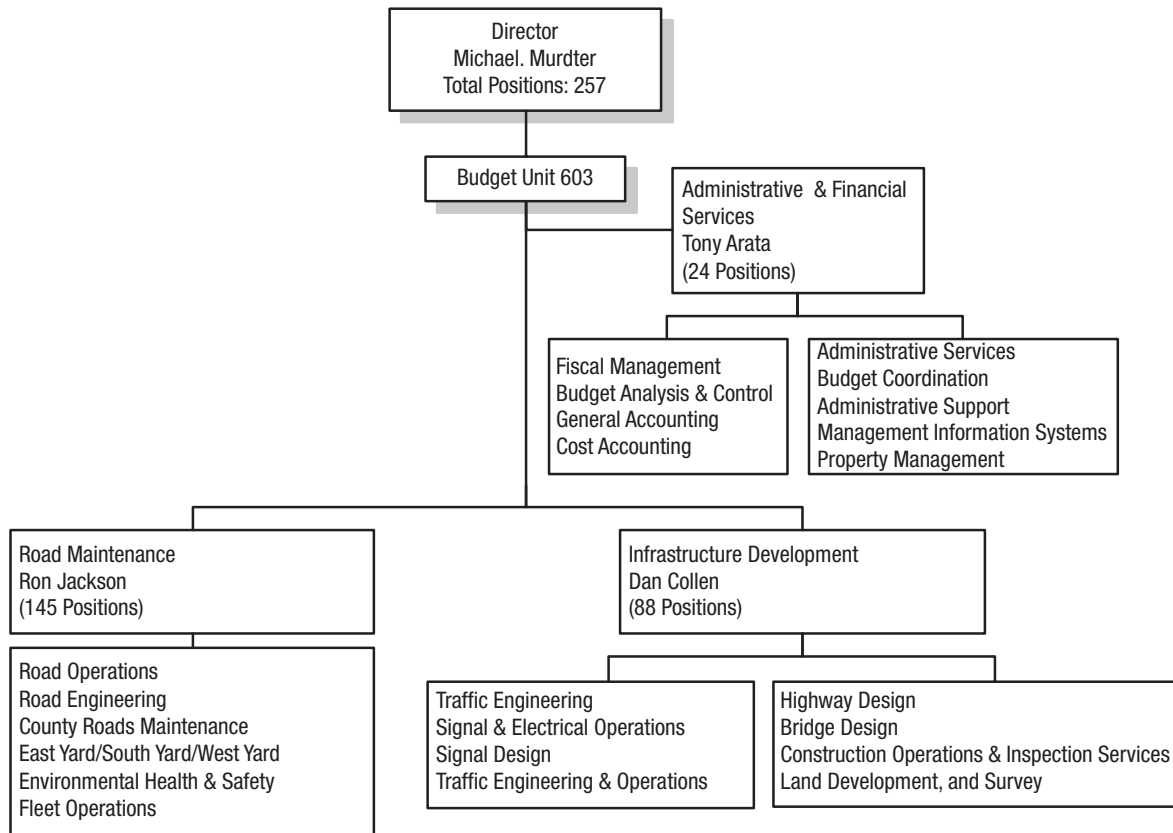 Director
Michael. Murdter
Total Positions: 257
Budget Unit 603
Administrative & Financial
Services
Tony Arata
(24 Positions)
Fiscal Management
Budget Analysis & Control
General Accounting
Cost Accounting
Administrative Services
Budget Coordination
Administrative Support
Management Information Systems
Property Management
Road Maintenance
Ron Jackson
(145 Positions)
Road Operations
Road Engineering
County Roads Maintenance
East Yard/South Yard/West Yard
Environmental Health & Safety
Fleet Operations
Infrastructure Development
Dan Collen
(88 Positions)
Traffic Engineering
Signal & Electrical Operations
Signal Design
Traffic Engineering & Operations
Highway Design
Bridge Design
Construction Operations & Inspection Services
Land Development, and Survey